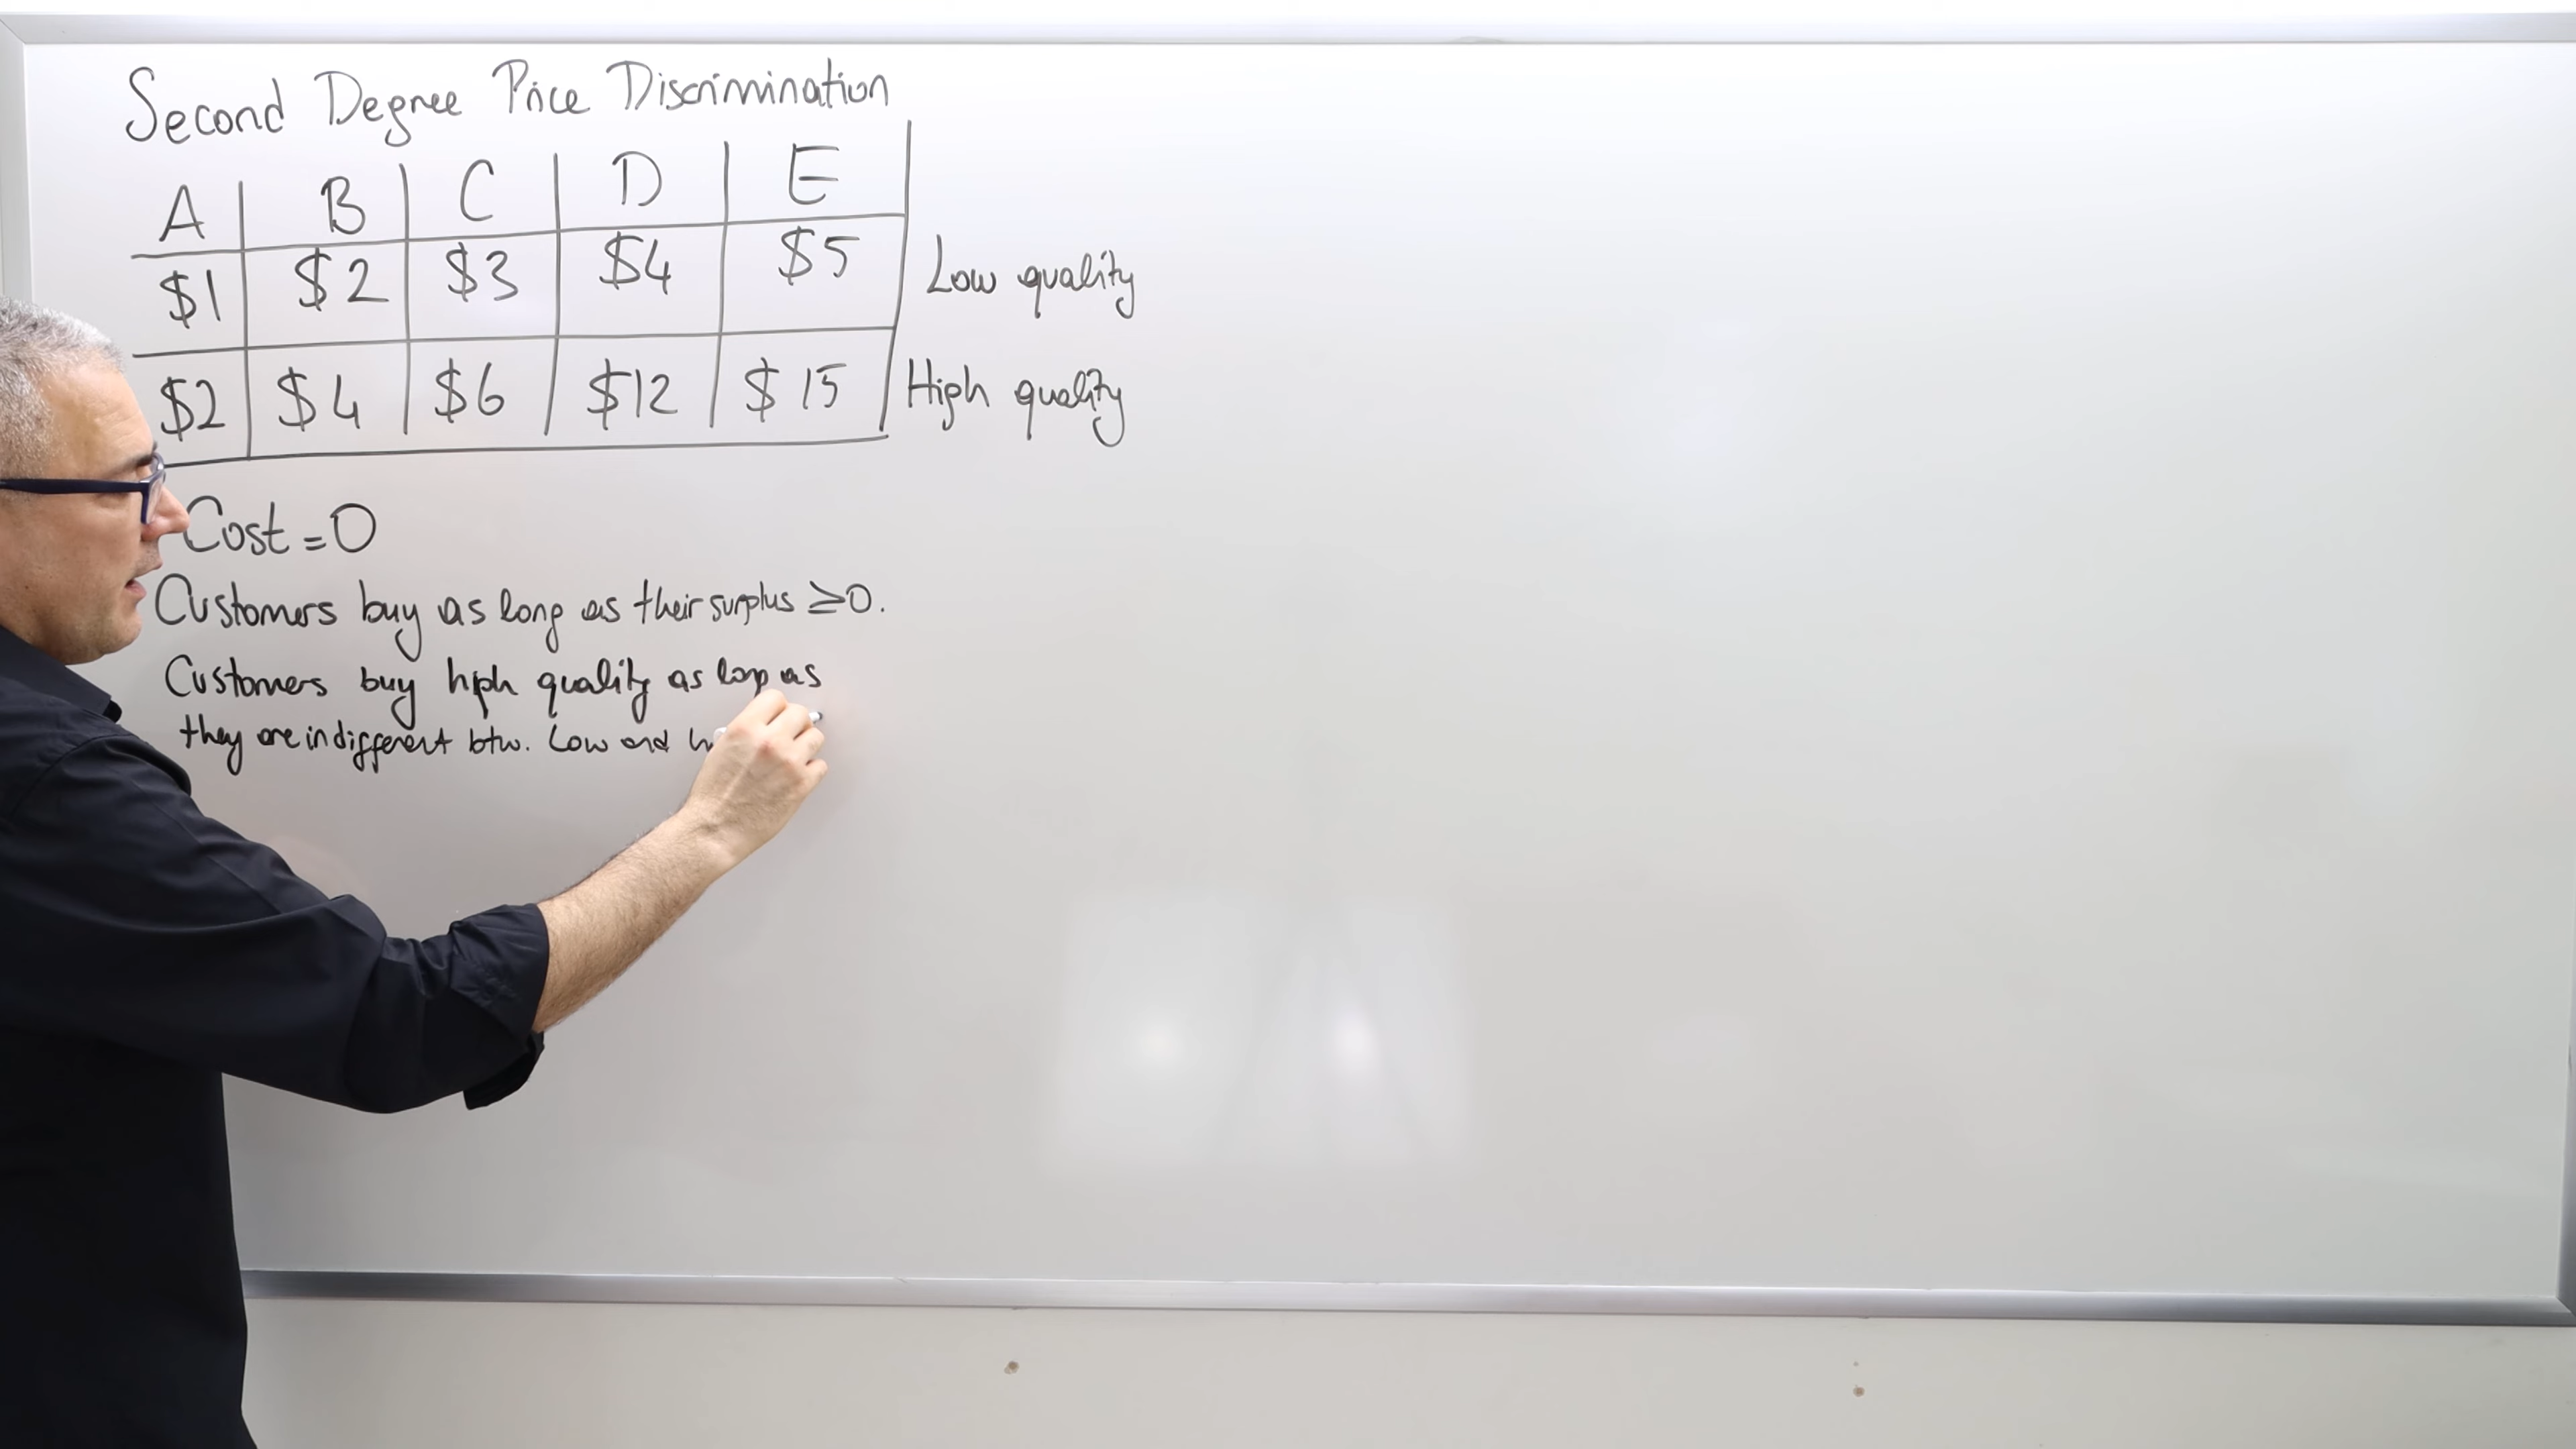 Second Degree Price Discrimination
A B C D E
$1 $2 $3 $4 $5 Low quality
$2 $4 $6 $12 $15 High quality
Cost = 0
Customers buy as long as their surplus ≥0.
Customers buy high quality as long as
they are indifferent btw. Low and